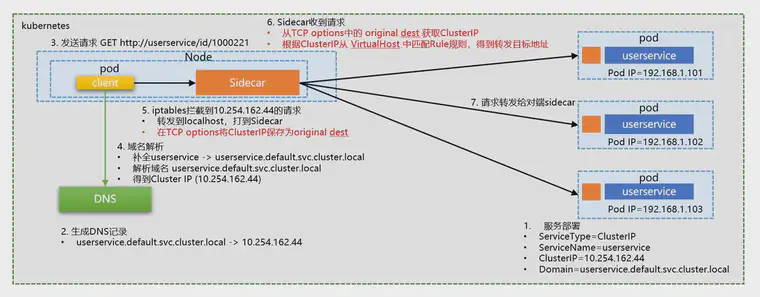 kubernetes
6. Sidecar收到请求
• 从TCP options中的 original dest 获取ClusterIP
• 根据ClusterIP从 VirtualHost 中匹配Rule规则，得到转发目标地址
3. 发送请求 GET http://userservice/id/1000221
Node
pod
client
Sidecar
pod
userservice
Pod IP=192.168.1.101
5. iptables拦截到10.254.162.44的请求
• 转发到localhost，打到Sidecar
• 在TCP options将ClusterIP保存为original dest
7. 请求转发给对端sidecar
pod
userservice
Pod IP=192.168.1.102
4. 域名解析
• 补全userservice -> userservice.default.svc.cluster.local
• 解析域名 userservice.default.svc.cluster.local
• 得到Cluster IP (10.254.162.44)
pod
userservice
Pod IP=192.168.1.103
DNS
2. 生成DNS记录
• userservice.default.svc.cluster.local -> 10.254.162.44
1. 服务部署
• ServiceType=ClusterIP
• ServiceName=userservice
• ClusterIP=10.254.162.44
• Domain=userservice.default.svc.cluster.local